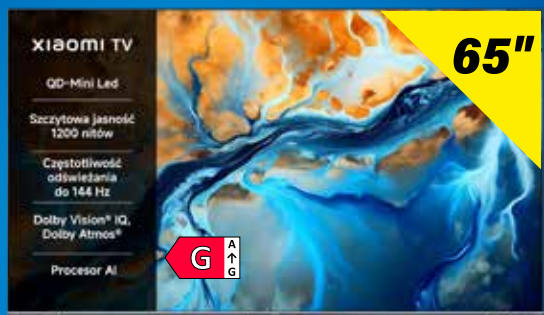 xiaomi TV
65"
QD-Mini Led
Szczytowa jasność
1200 nitów
Częstotliwość
odświeżania
do 144 Hz
Dolby Vision® IQ,
Dolby Atmos®
Procesor AI
G
A
↑
G